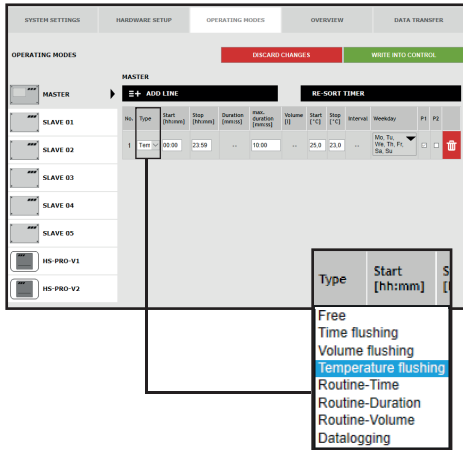 SYSTEM SETTINGS HARDWARE SETUP OPERATING MODES OVERVIEW DATA TRANSFER
OPERATING MODES DISCARD CHANGES WRITE INTO CONTROL
MASTER
MASTER ADD LINE RE-SORT TIMER
No. Type Start [hh:mm] Stop [hh:mm] Duration [mm:ss] max. duration [mm:ss] Volume [l] Start [°C] Stop [°C] Interval Weekday P1 P2
1 Tem 00:00 23:59 -- 10:00 -- 25,0 23,0 -- Mo, Tu, We, Th, Fr, Sa, Su
SLAVE 01
SLAVE 02
SLAVE 03
SLAVE 04
SLAVE 05
HS-PRO-V1
HS-PRO-V2
Type Start [hh:mm] S [
Free
Time flushing
Volume flushing
Temperature flushing
Routine-Time
Routine-Duration
Routine-Volume
Datalogging